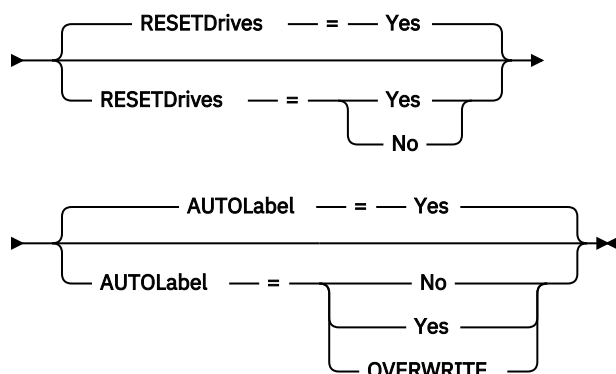 RESETDrives = Yes
RESETDrives = Yes
No
AUTOLabel = Yes
AUTOLabel = No
Yes
OVERWRITE